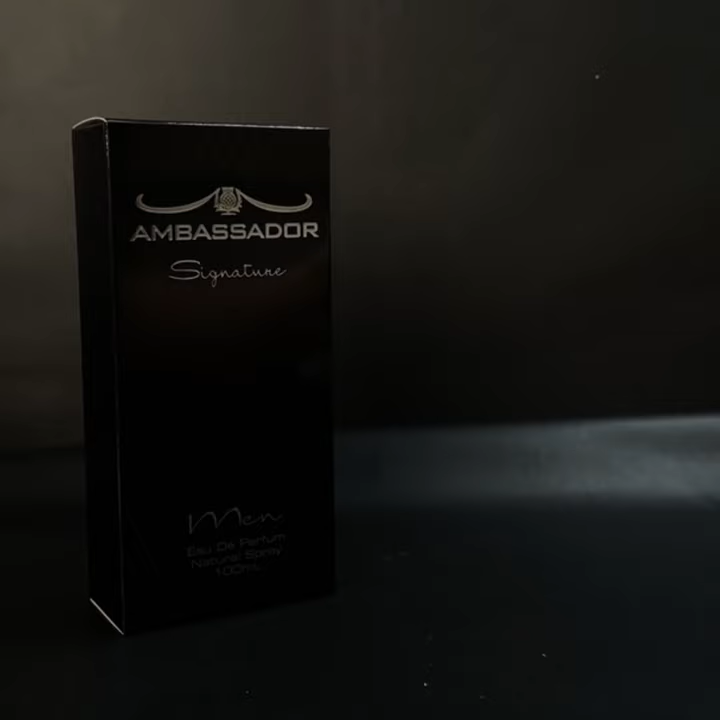 AMBASSADOR
Signature
Men
Eau De Parfum
Natural Spray
100mL